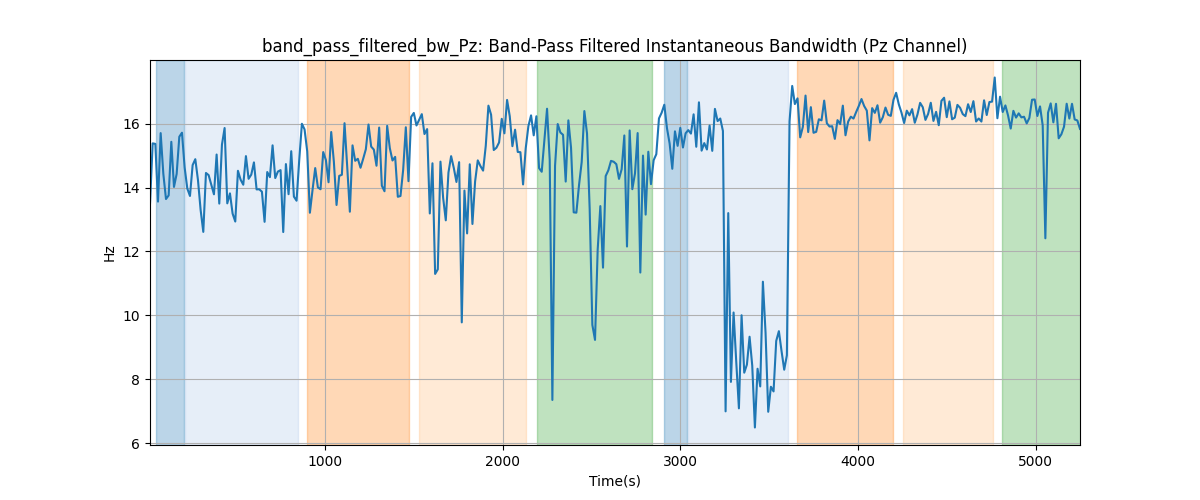 band_pass_filtered_bw_Pz: Band-Pass Filtered Instantaneous Bandwidth (Pz Channel)
16
14
12
10
8
6
Hz
1000 2000 3000 4000 5000
Time(s)